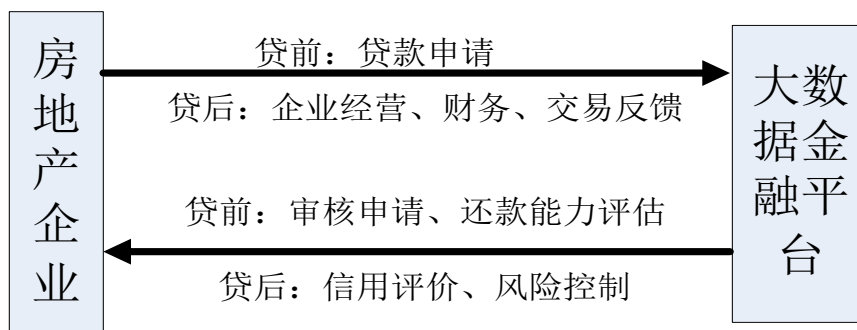 房地产企业
贷前：贷款申请
贷后：企业经营、财务、交易反馈
贷前：审核申请、还款能力评估
贷后：信用评价、风险控制
大数
据金
融平
台